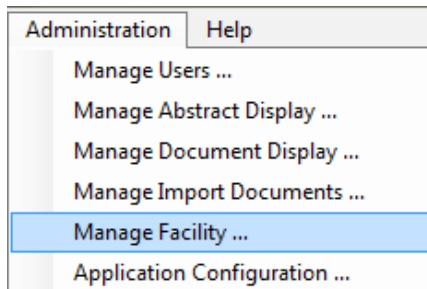 Administration Help
Manage Users ...
Manage Abstract Display ...
Manage Document Display ...
Manage Import Documents ...
Manage Facility ...
Application Configuration ...